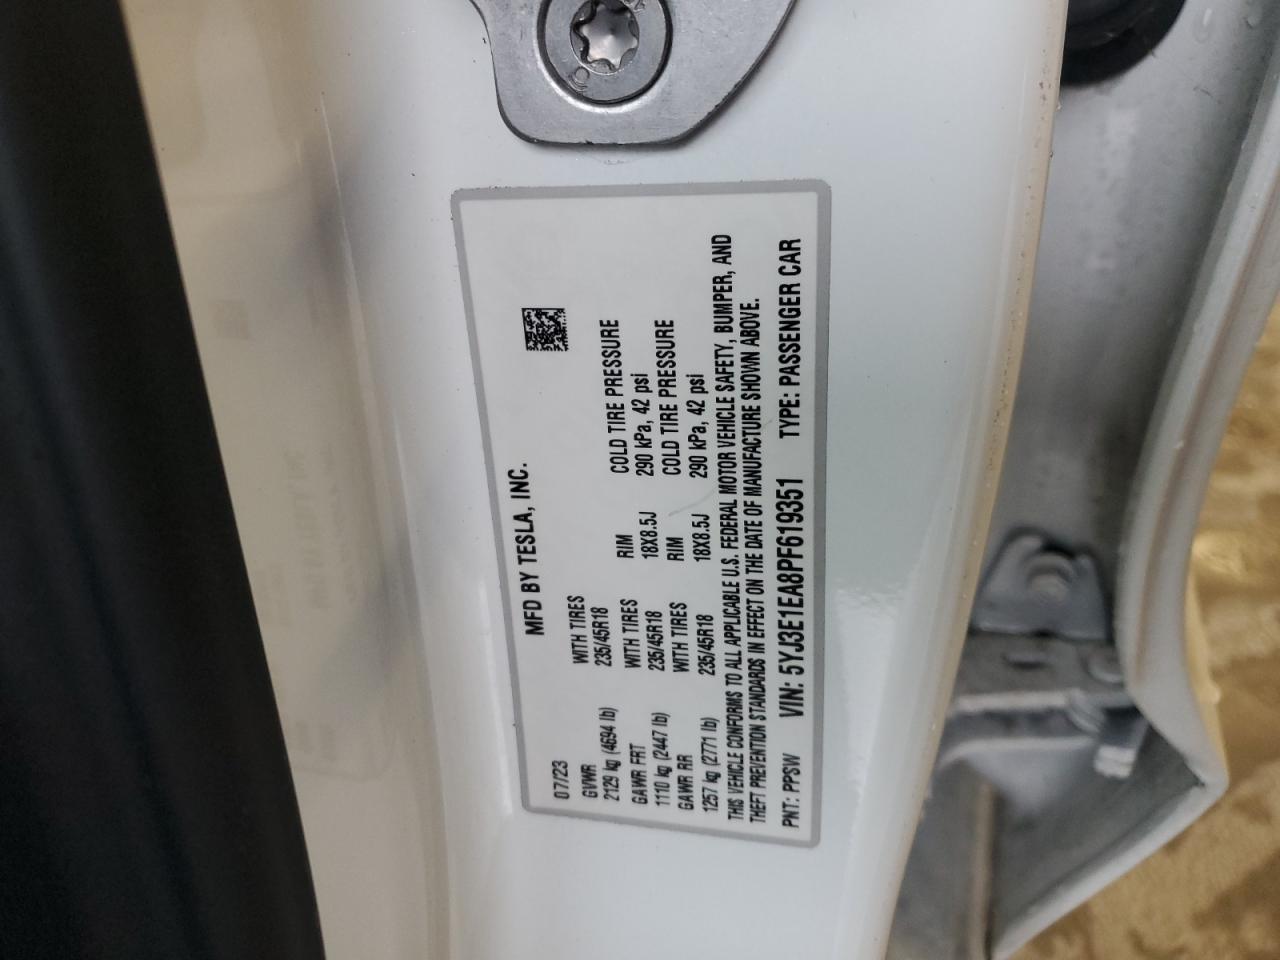 MFD BY TESLA, INC.
07/23
GVWR WITH TIRES RIM COLD TIRE PRESSURE
2129 kg (4694 lb) 235/45R18 18X8.5J 290 kPa, 42 psi
GAWR FRT WITH TIRES RIM COLD TIRE PRESSURE
1110 kg (2447 lb) 235/45R18 18X8.5J 290 kPa, 42 psi
GAWR RR WITH TIRES
1257 kg (2771 lb) 235/45R18
THIS VEHICLE CONFORMS TO ALL APPLICABLE U.S. FEDERAL MOTOR VEHICLE SAFETY, BUMPER, AND
THEFT PREVENTION STANDARDS IN EFFECT ON THE DATE OF MANUFACTURE SHOWN ABOVE.
PNT: PPSW VIN: 5YJ3E1EA8PF619351 TYPE: PASSENGER CAR